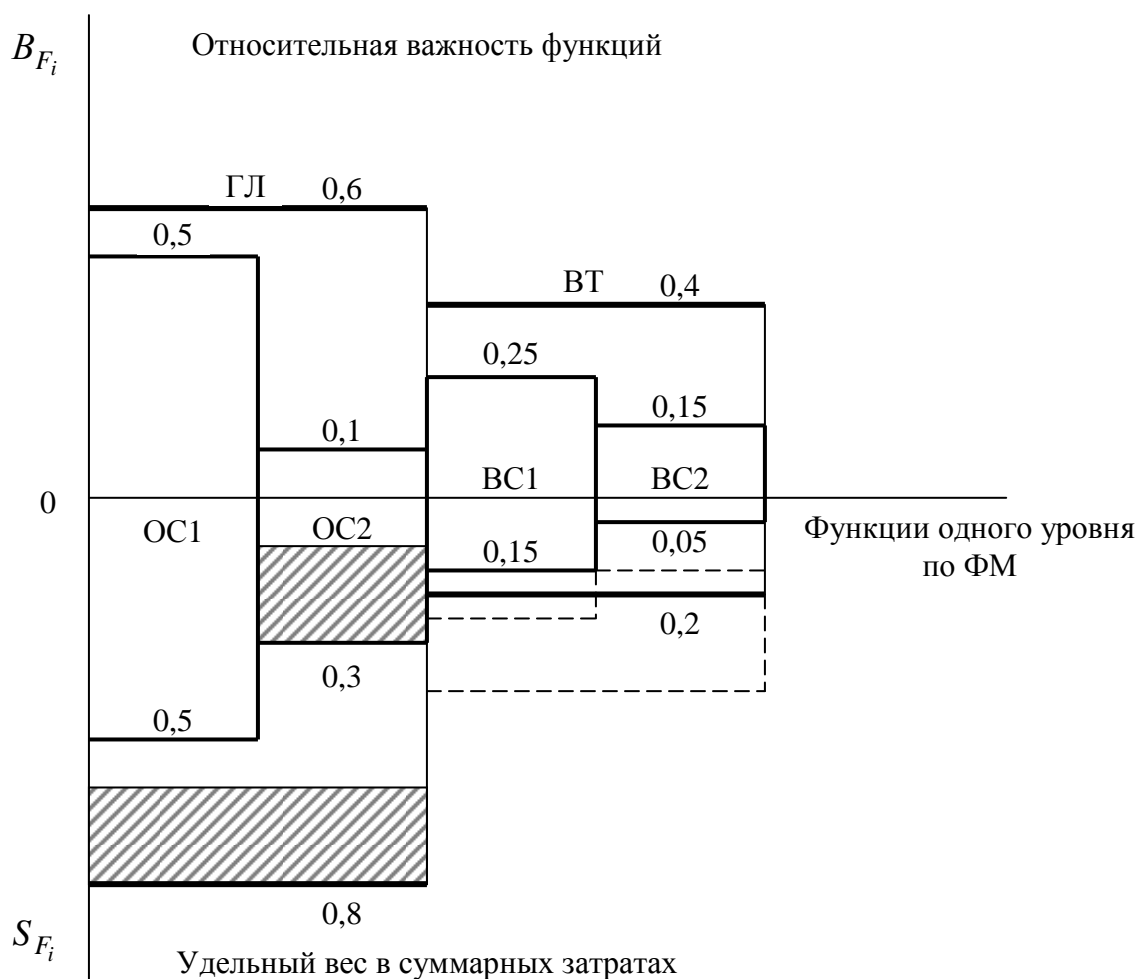 B_{F_i}
Относительная важность функций
ГЛ 0,6
0,5
ВТ 0,4
0,25
0,15
0,1
ВС1 ВС2
0
ОС1 ОС2
Функции одного уровня
по ФМ
0,15 0,05
0,2
0,3
0,5
0,8
S_{F_i}
Удельный вес в суммарных затратах